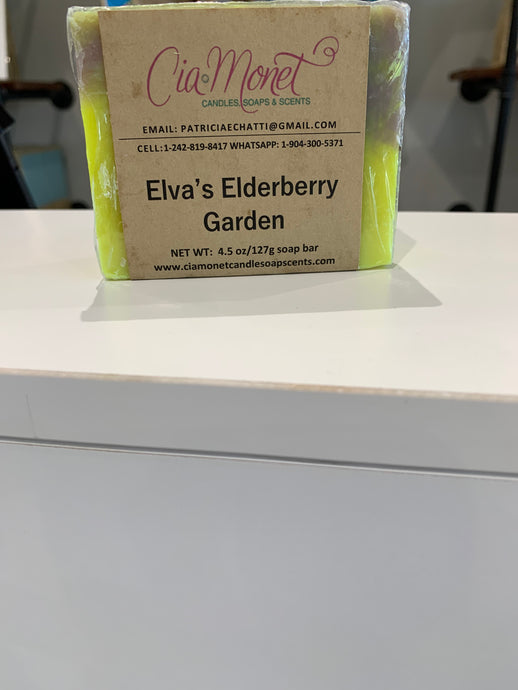 Cia Monet
CANDLES, SOAPS & SCENTS
EMAIL: PATRICIAECHATTI@GMAIL.COM
CELL:1-242-819-8417 WHATSAPP: 1-904-300-5371
Elva's Elderberry
Garden
NET WT: 4.5 oz/127g soap bar
www.ciamonetcandlesoapscents.com